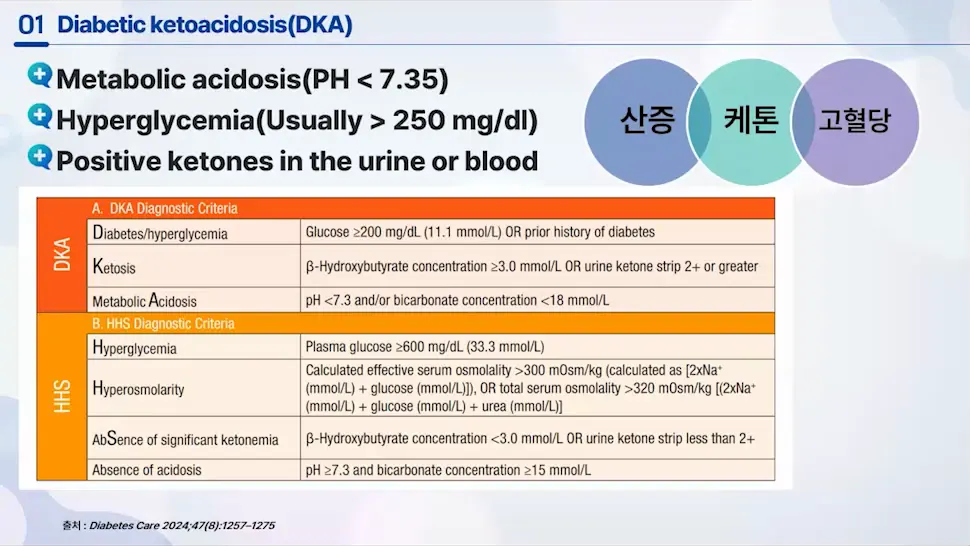 01 Diabetic ketoacidosis(DKA)
Metabolic acidosis(PH < 7.35)
Hyperglycemia(Usually > 250 mg/dl)
Positive ketones in the urine or blood
산증 케톤 고혈당
DKA
A. DKA Diagnostic Criteria
Diabetes/hyperglycemia Glucose ≥200 mg/dL (11.1 mmol/L) OR prior history of diabetes
Ketosis β-Hydroxybutyrate concentration ≥3.0 mmol/L OR urine ketone strip 2+ or greater
Metabolic Acidosis pH <7.3 and/or bicarbonate concentration <18 mmol/L
HHS
B. HHS Diagnostic Criteria
Hyperglycemia Plasma glucose ≥600 mg/dL (33.3 mmol/L)
Hyperosmolarity Calculated effective serum osmolality >300 mOsm/kg (calculated as [2xNa⁺
(mmol/L) + glucose (mmol/L)]), OR total serum osmolality >320 mOsm/kg [(2xNa⁺
(mmol/L) + glucose (mmol/L) + urea (mmol/L)]
AbSence of significant ketonemia β-Hydroxybutyrate concentration <3.0 mmol/L OR urine ketone strip less than 2+
Absence of acidosis pH ≥7.3 and bicarbonate concentration ≥15 mmol/L
출처 : Diabetes Care 2024;47(8):1257–1275